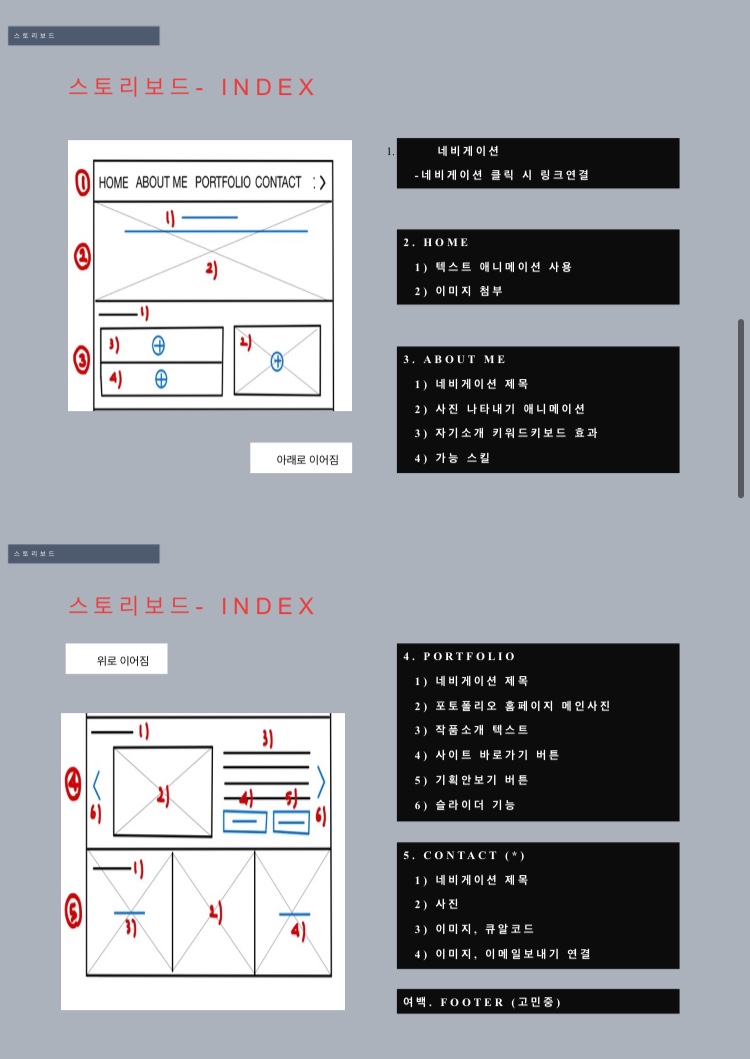 스토리보드
스토리보드- INDEX
① HOME ABOUT ME PORTFOLIO CONTACT : >
1)
② 2)
1)
③ 3) 2)
4)
아래로 이어짐
1. 네비게이션
-네비게이션 클릭 시 링크연결
2. HOME
1) 텍스트 애니메이션 사용
2) 이미지 첨부
3. ABOUT ME
1) 네비게이션 제목
2) 사진 나타내기 애니메이션
3) 자기소개 키워드키보드 효과
4) 가능 스킬
스토리보드
스토리보드- INDEX
위로 이어짐
1) 3)
④ 2)
6) 4) 5) 6)
1)
⑤ 3) 2) 4)
4. PORTFOLIO
1) 네비게이션 제목
2) 포토폴리오 홈페이지 메인사진
3) 작품소개 텍스트
4) 사이트 바로가기 버튼
5) 기획안보기 버튼
6) 슬라이더 기능
5. CONTACT (*)
1) 네비게이션 제목
2) 사진
3) 이미지, 큐알코드
4) 이미지, 이메일보내기 연결
여백. FOOTER (고민중)